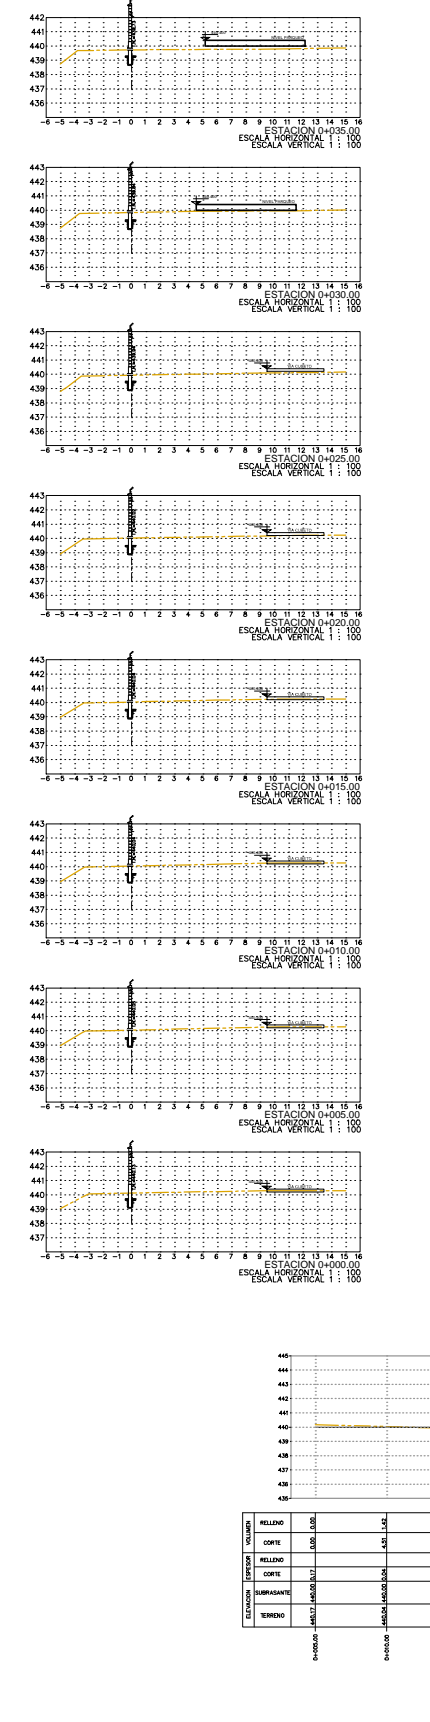 442
441
440
439
438
437
436
-6 -5 -4 -3 -2 -1 0 1 2 3 4 5 6 7 8 9 10 11 12 13 14 15 16
NIVEL PARQUEO
ESTACION 0+035.00
ESCALA HORIZONTAL 1 : 100
ESCALA VERTICAL 1 : 100
443
442
441
440
439
438
437
436
-6 -5 -4 -3 -2 -1 0 1 2 3 4 5 6 7 8 9 10 11 12 13 14 15 16
NIVEL PARQUEO
ESTACION 0+030.00
ESCALA HORIZONTAL 1 : 100
ESCALA VERTICAL 1 : 100
443
442
441
440
439
438
437
436
-6 -5 -4 -3 -2 -1 0 1 2 3 4 5 6 7 8 9 10 11 12 13 14 15 16
ESTACION 0+025.00
ESCALA HORIZONTAL 1 : 100
ESCALA VERTICAL 1 : 100
443
442
441
440
439
438
437
436
-6 -5 -4 -3 -2 -1 0 1 2 3 4 5 6 7 8 9 10 11 12 13 14 15 16
ESTACION 0+020.00
ESCALA HORIZONTAL 1 : 100
ESCALA VERTICAL 1 : 100
443
442
441
440
439
438
437
436
-6 -5 -4 -3 -2 -1 0 1 2 3 4 5 6 7 8 9 10 11 12 13 14 15 16
ESTACION 0+015.00
ESCALA HORIZONTAL 1 : 100
ESCALA VERTICAL 1 : 100
443
442
441
440
439
438
437
436
-6 -5 -4 -3 -2 -1 0 1 2 3 4 5 6 7 8 9 10 11 12 13 14 15 16
ESTACION 0+010.00
ESCALA HORIZONTAL 1 : 100
ESCALA VERTICAL 1 : 100
443
442
441
440
439
438
437
436
-6 -5 -4 -3 -2 -1 0 1 2 3 4 5 6 7 8 9 10 11 12 13 14 15 16
ESTACION 0+005.00
ESCALA HORIZONTAL 1 : 100
ESCALA VERTICAL 1 : 100
443
442
441
440
439
438
437
-6 -5 -4 -3 -2 -1 0 1 2 3 4 5 6 7 8 9 10 11 12 13 14 15 16
ESTACION 0+000.00
ESCALA HORIZONTAL 1 : 100
ESCALA VERTICAL 1 : 100
445
444
443
442
441
440
439
438
437
436
435
VOLUMEN RELLENO 0.00 1.42
CORTE 0.00 4.51
ESPESOR RELLENO
CORTE 0.17 0.04
ELEVACION SUBRASANTE 440.00 440.00
TERRENO 440.17 440.04
0+005.00 0+010.00